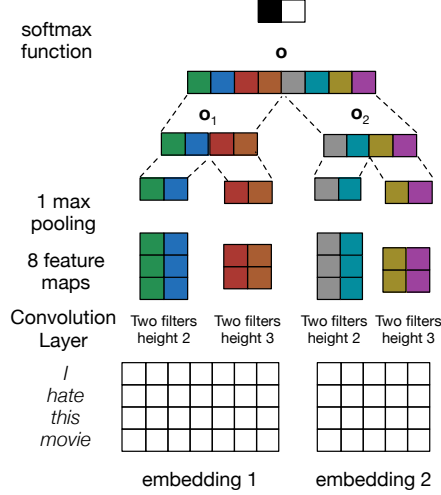 softmax
function
o
o1
o2
1 max
pooling
8 feature
maps
Convolution
Layer
Two filters
height 2
Two filters
height 3
Two filters
height 2
Two filters
height 3
I
hate
this
movie
embedding 1
embedding 2